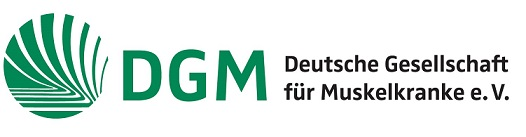 DGM
Deutsche Gesellschaft
für Muskelkranke e. V.